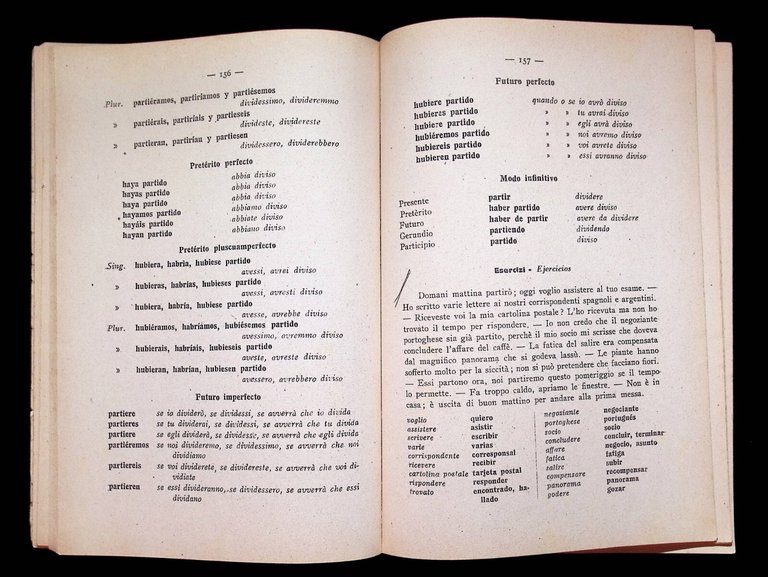 — 156 —
Plur. partiéramos, partiríamos y partiésemos
dividessimo, divideremmo
» partiérais, partiríais y partieseis
divideste, dividereste
» partieran, partirían y partiesen
dividessero, dividerebbero
Pretérito perfecto
haya partido abbia diviso
hayas partido abbia diviso
haya partido abbia diviso
hayamos partido abbiamo diviso
hayáis partido abbiate diviso
hayan partido abbiano diviso
Pretérito pluscuamperfecto
Sing. hubiera, habria, hubiese partido
avessi, avrei diviso
» hubieras, habrías, hubieses partido
avessi, avresti diviso
» hubiera, habría, hubiese partido
avesse, avrebbe diviso
Plur. hubiéramos, habríamos, hubiésemos partido
avessimo, avremmo diviso
» hubierais, habríais, hubieseis partido
aveste, avreste diviso
» hubieran, habrían, hubiesen partido
avessero, avrebbero diviso
Futuro imperfecto
partiere se io dividerò, se dividessi, se avverrà che io divida
partieres se tu dividerai, se dividessi, se avverrà che tu divida
partiere se egli dividerà, se dividesse, se avverrà che egli divida
partiéremos se noi divideremo, se dividessimo, se avverrà che noi
dividiamo
partiereis se voi dividerete, se dividereste, se avverrà che voi di-
vidiate
partieren se essi divideranno, se dividessero, se avverrà che essi
dividano
— 157 —
Futuro perfecto
hubiere partido quando o se io avrò diviso
hubieres partido » » tu avrai diviso
hubiere partido » » egli avrà diviso
hubiéremos partido » » noi avremo diviso
hubiereis partido » » voi avrete diviso
hubieren partido » » essi avranno diviso
Modo infinitivo
Presente partir dividere
Pretèrito haber partido avere diviso
Futuro haber de partir avere da dividere
Gerundio partiendo dividendo
Participio partido diviso
Esercizi - Ejercicios
Domani mattina partirò; oggi voglio assistere al tuo esame. —
Ho scritto varie lettere ai nostri corrispondenti spagnoli e argentini.
— Riceveste voi la mia cartolina postale? L'ho ricevuta ma non ho
trovato il tempo per rispondere. — Io non credo che il negoziante
portoghese sia già partito, perchè il mio socio mi scrisse che doveva
concludere l'affare del caffè. — La fatica del salire era compensata
dal magnifico panorama che si godeva lassù. — Le piante hanno
sofferto molto per la siccità; non si può pretendere che facciano fiori.
— Essi partono ora, noi partiremo questo pomeriggio se il tempo
lo permette. — Fa troppo caldo, apriamo le finestre. — Non è in
casa; è uscita di buon mattino per andare alla prima messa.
voglio quiero
assistere asistir
scrivere escribir
varie varias
corrispondente corresponsal
ricevere recibir
cartolina postale tarjeta postal
rispondere responder
trovato encontrado, ha-
llado
negoziante negociante
portoghese portugués
socio socio
concludere concluir, terminar
affare negocio, asunto
fatica fatiga
salire subir
compensare recompensar
panorama panorama
godere gozar